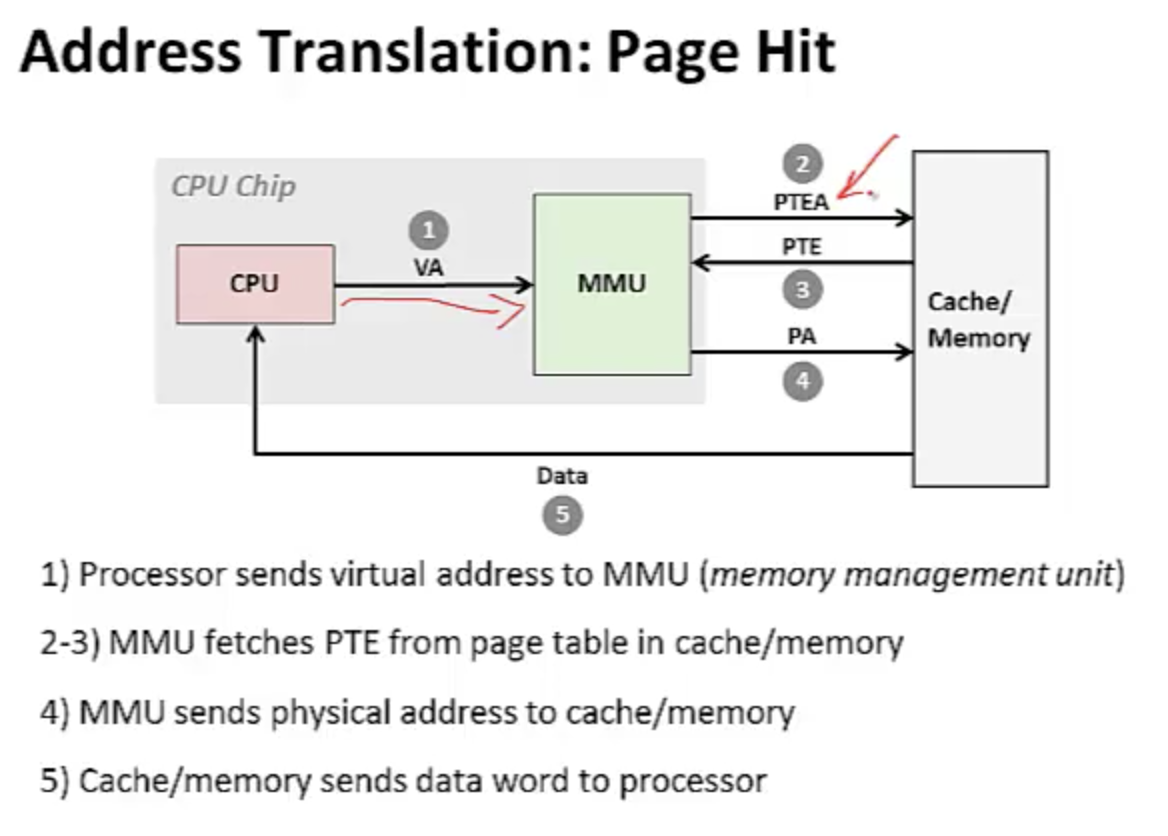 Address Translation: Page Hit
CPU Chip
2
PTEA
1
VA
CPU
MMU
PTE
3
Cache/
Memory
PA
4
Data
5
1) Processor sends virtual address to MMU (memory management unit)
2-3) MMU fetches PTE from page table in cache/memory
4) MMU sends physical address to cache/memory
5) Cache/memory sends data word to processor